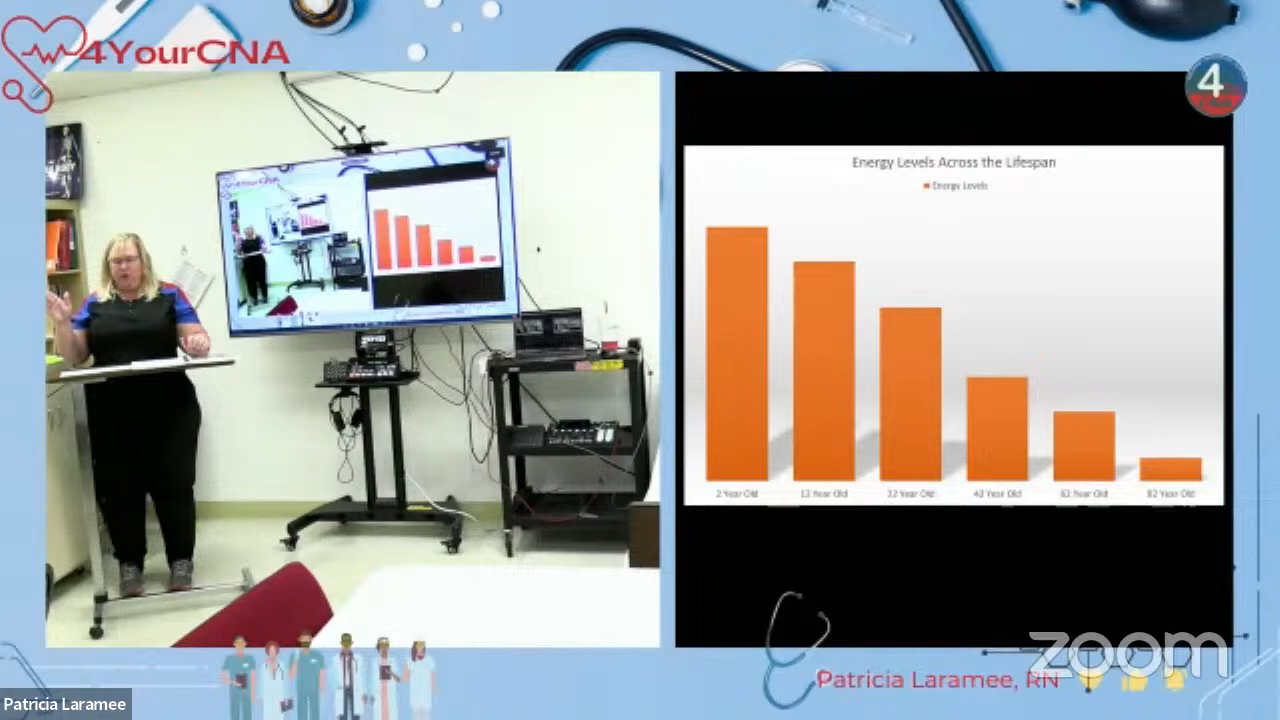 4YourCNA
4
Energy Levels Across the Lifespan
Energy Levels
2 Year Old
12 Year Old
22 Year Old
42 Year Old
62 Year Old
82 Year Old
zoom
Patricia Laramee, RN
Patricia Laramee